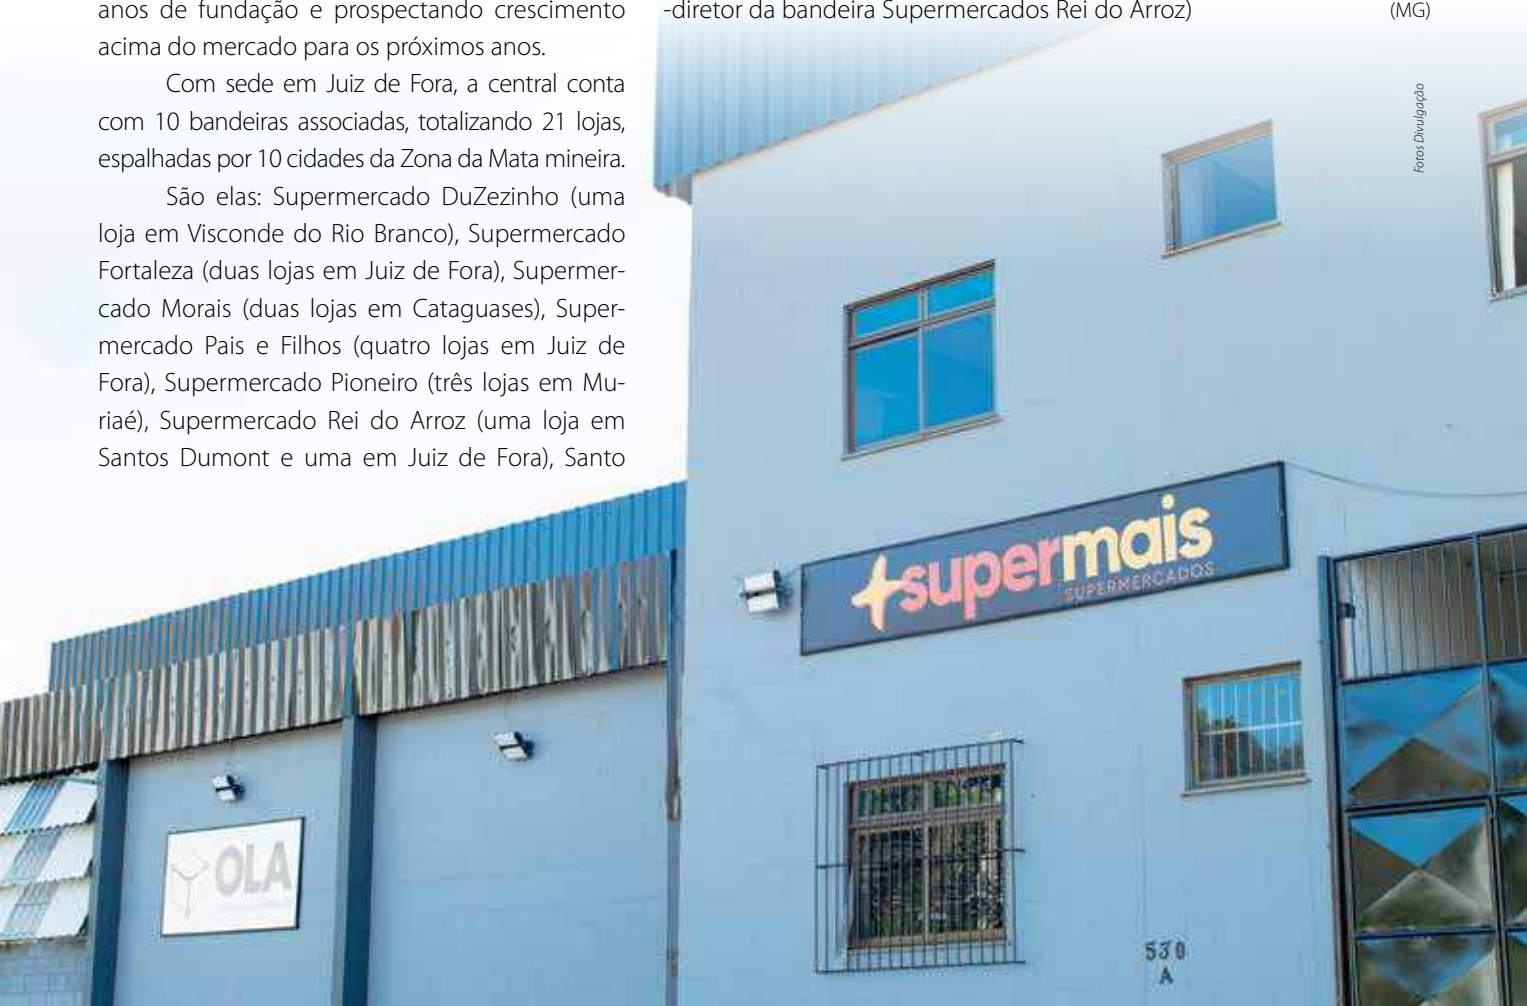 anos de fundação e prospectando crescimento
acima do mercado para os próximos anos.
Com sede em Juiz de Fora, a central conta
com 10 bandeiras associadas, totalizando 21 lojas,
espalhadas por 10 cidades da Zona da Mata mineira.
São elas: Supermercado DuZezinho (uma
loja em Visconde do Rio Branco), Supermercado
Fortaleza (duas lojas em Juiz de Fora), Supermer-
cado Morais (duas lojas em Cataguases), Super-
mercado Pais e Filhos (quatro lojas em Juiz de
Fora), Supermercado Pioneiro (três lojas em Mu-
riaé), Supermercado Rei do Arroz (uma loja em
Santos Dumont e uma em Juiz de Fora), Santo
-diretor da bandeira Supermercados Rei do Arroz)
(MG)
Fotos Divulgação
+supermais
SUPERMERCADOS
OLA
530
A